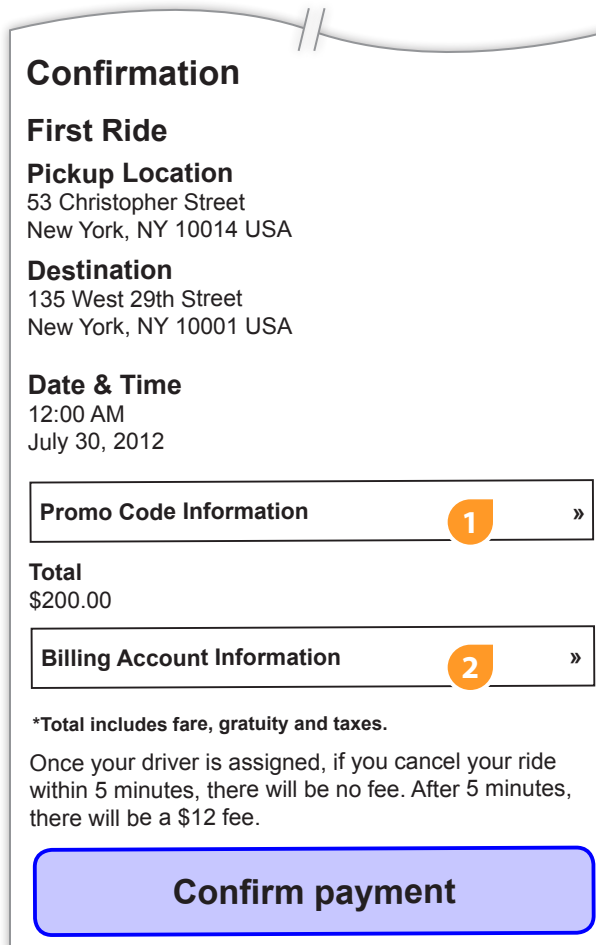 Confirmation
First Ride
Pickup Location
53 Christopher Street
New York, NY 10014 USA
Destination
135 West 29th Street
New York, NY 10001 USA
Date & Time
12:00 AM
July 30, 2012
Promo Code Information 1 »
Total
$200.00
Billing Account Information 2 »
*Total includes fare, gratuity and taxes.
Once your driver is assigned, if you cancel your ride
within 5 minutes, there will be no fee. After 5 minutes,
there will be a $12 fee.
Confirm payment